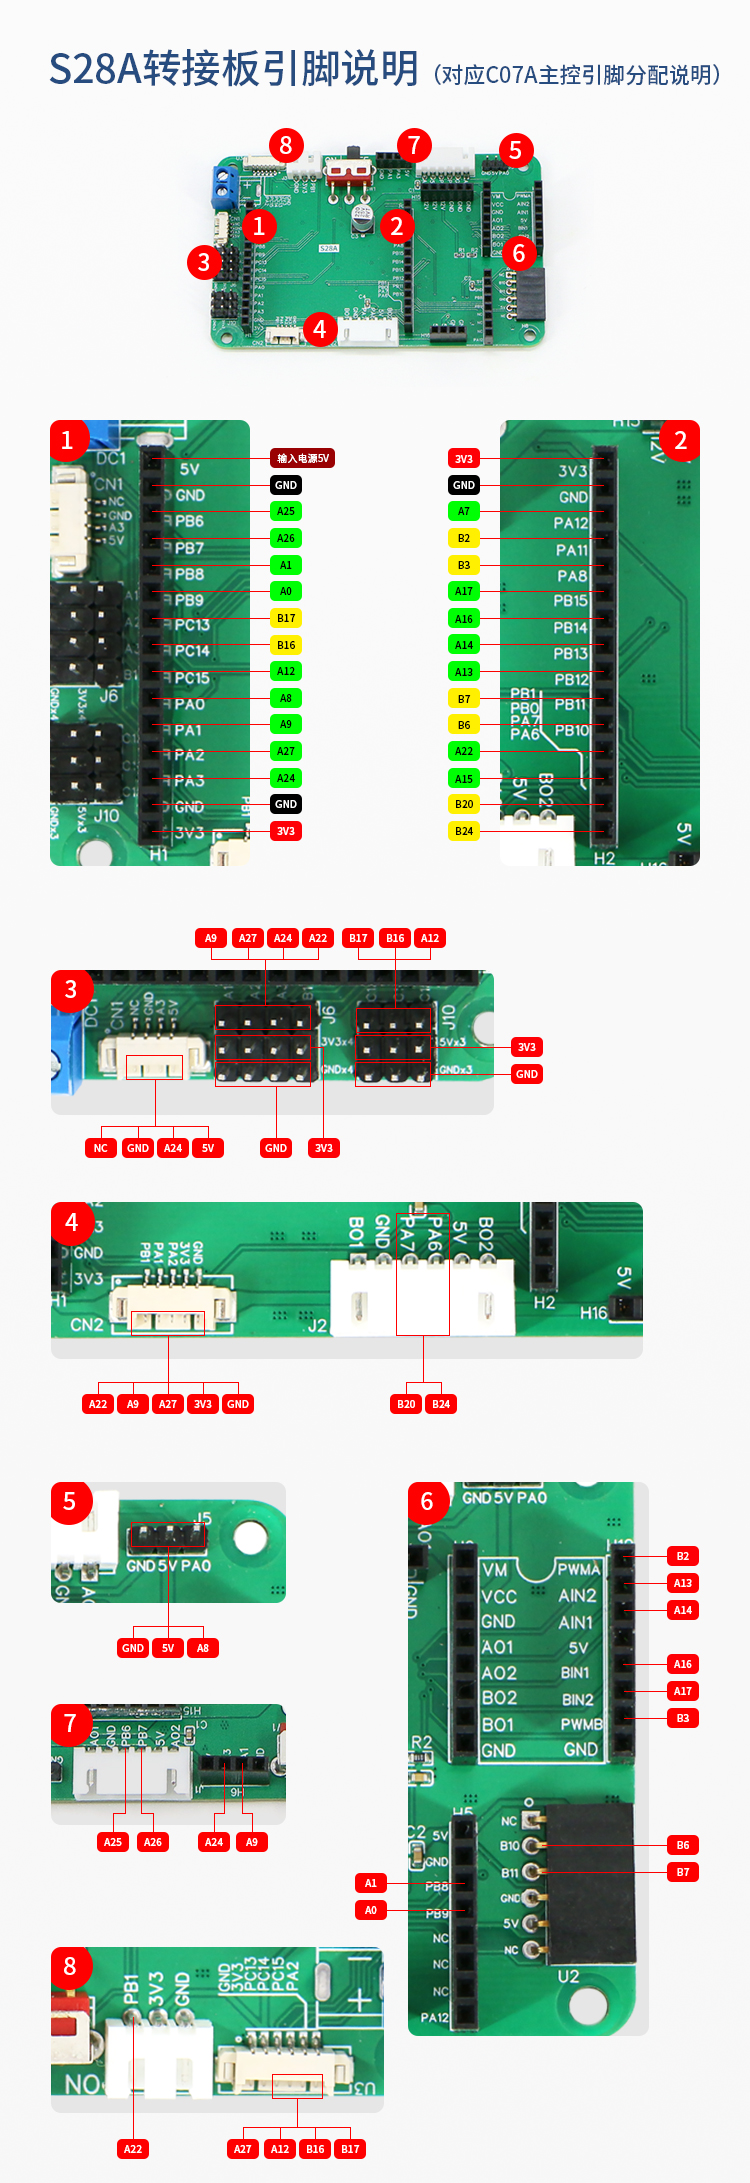 S28A转接板引脚说明（对应C07A主控引脚分配说明）
8
7
5
1
2
S28A
3
6
4
1
DC1
5V
输入电源5V
CN1
GND
GND
NC
GND
A3
5V
PB6
A25
PB7
A26
PB8
A1
PB9
A0
PC13
B17
PC14
B16
PC15
A12
J6
PA0
A8
PA1
A9
PA2
A27
PA3
A24
J10
GND
GND
3V3
3V3
H1
GNDx4
3V3x4
GNDx3
5Vx3
PB1
2
12V
3V3
3V3
GND
GND
A7
PA12
B2
PA11
B3
PA8
A17
PB15
A16
PB14
A14
PB13
A13
PB12
B7
PB11
B6
PB10
A22
A15
B20
B24
PB1
PB0
PA7
PA6
5V
BO2
H2
5V
A9
A27
A24
A22
B17
B16
A12
3
DC1
CN1
NC
GND
A3
5V
J6
J10
3V3x4
5Vx3
3V3
GNDx4
GNDx3
GND
NC
GND
A24
5V
GND
3V3
4
GND
3V3
H1
PB1
PA1
PA2
3V3
GND
CN2
BO1
GND
PA7
PA6
5V
BO2
J2
H2
H16
5V
A22
A9
A27
3V3
GND
B20
B24
5
J5
GND 5V PA0
GND
5V
A8
6
GND 5V PA0
VM
PWMA
B2
VCC
AIN2
A13
GND
AIN1
A14
AO1
5V
AO2
BIN1
A16
BO2
BIN2
A17
BO1
PWMB
B3
GND
GND
R2
C2
H5
5V
GND
PB8
PB9
NC
NC
NC
PA12
A1
A0
NC
B10
B6
B11
B7
GND
5V
NC
U2
7
H15
AO1
GND
PB6
PB7
5V
AO2
C1
H6
A25
A26
A24
A9
8
PB1
3V3
GND
GND
3V3
PC13
PC14
PC15
PA2
ON
U3
A22
A27
A12
B16
B17